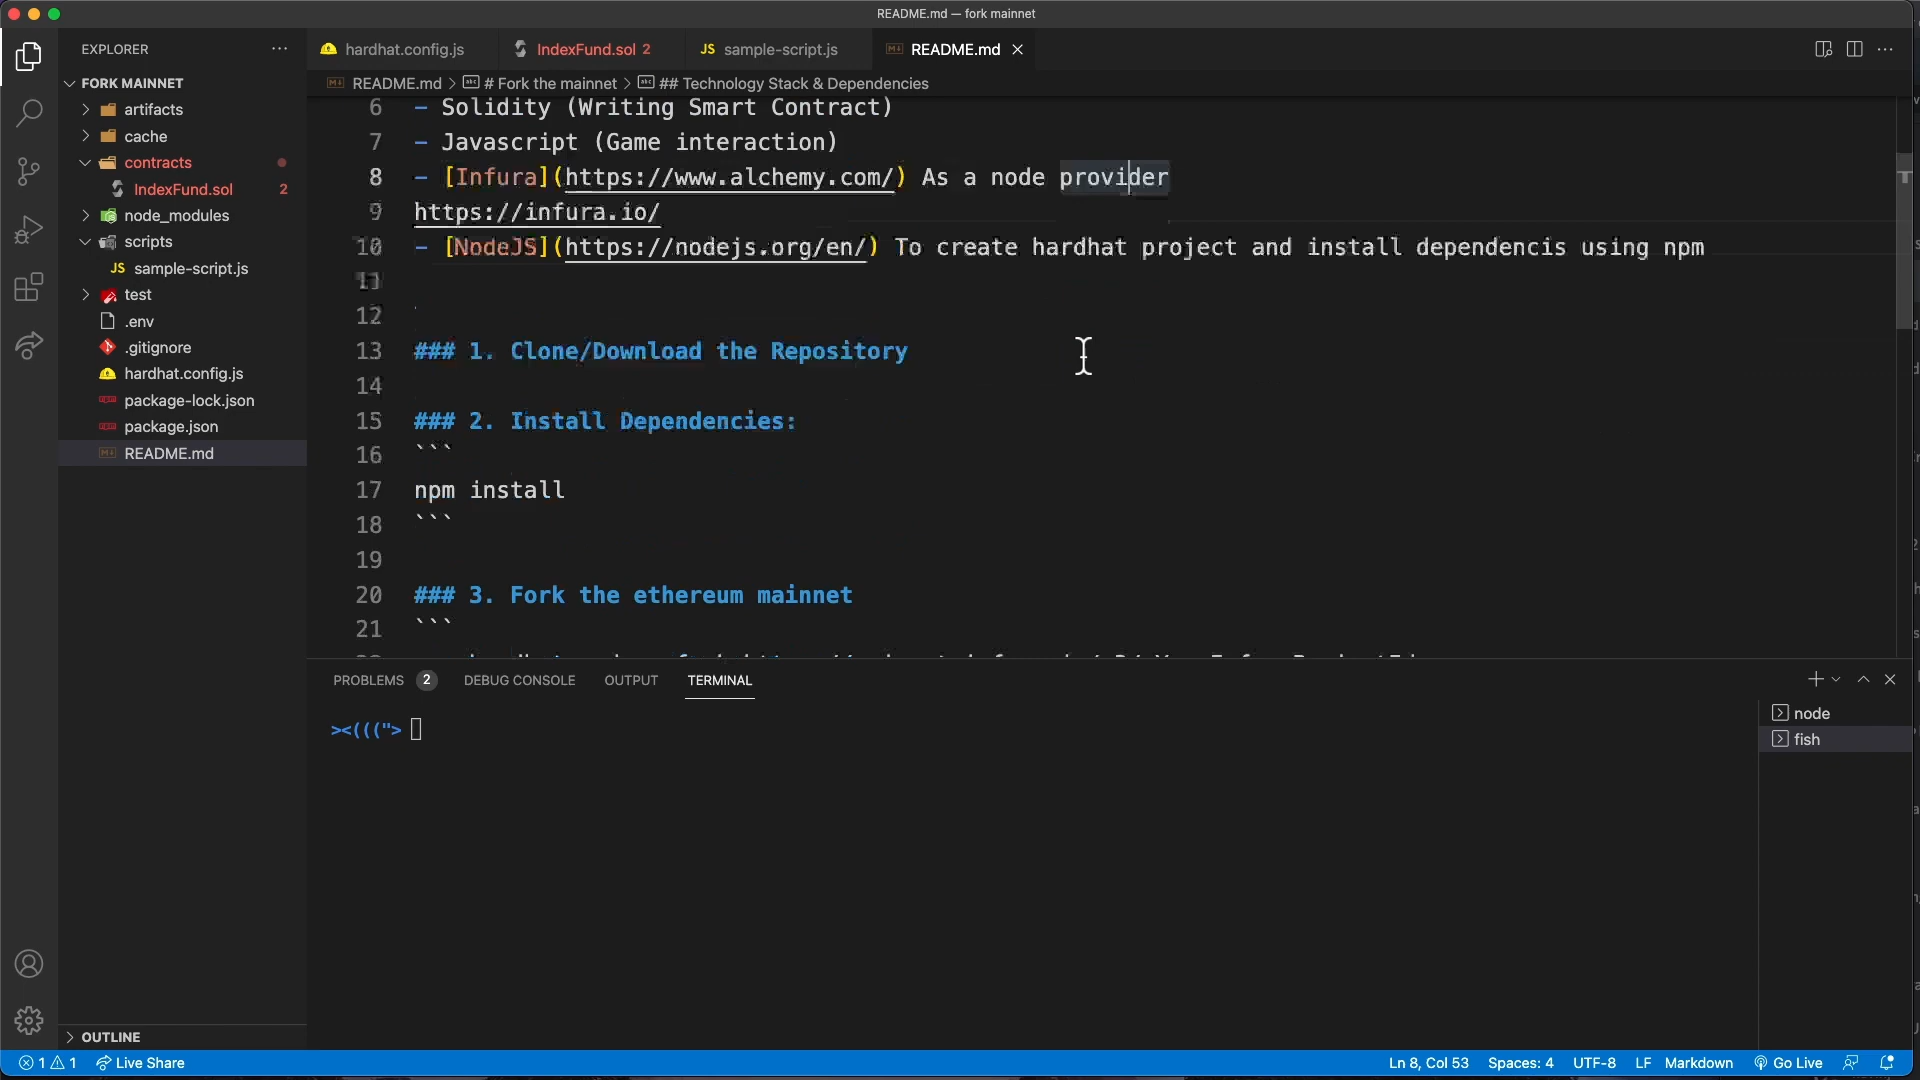 README.md — fork mainnet
EXPLORER
hardhat.config.js
IndexFund.sol 2
JS sample-script.js
README.md
FORK MAINNET
README.md > # Fork the mainnet > ## Technology Stack & Dependencies
artifacts
cache
contracts
IndexFund.sol 2
node_modules
scripts
JS sample-script.js
test
.env
.gitignore
hardhat.config.js
package-lock.json
package.json
README.md
6 - Solidity (Writing Smart Contract)
7 - Javascript (Game interaction)
8 - [Infura](https://www.alchemy.com/) As a node provider
9 https://infura.io/
10 - [NodeJS](https://nodejs.org/en/) To create hardhat project and install dependencis using npm
11
12
13 ### 1. Clone/Download the Repository
14
15 ### 2. Install Dependencies:
16 ```
17 npm install
18 ```
19
20 ### 3. Fork the ethereum mainnet
21 ```
PROBLEMS 2 DEBUG CONSOLE OUTPUT TERMINAL
><(((">
node
fish
OUTLINE
1 1 Live Share
Ln 8, Col 53 Spaces: 4 UTF-8 LF Markdown Go Live